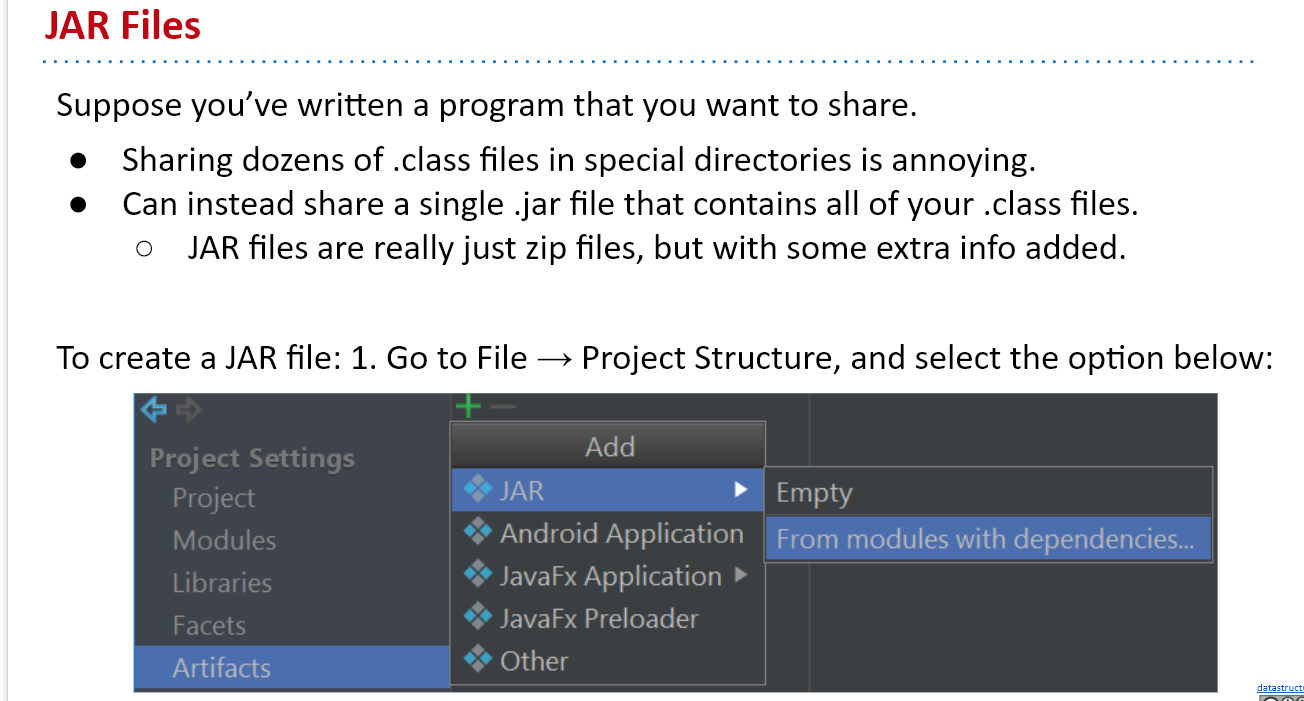 JAR Files
Suppose you've written a program that you want to share.
● Sharing dozens of .class files in special directories is annoying.
● Can instead share a single .jar file that contains all of your .class files.
○ JAR files are really just zip files, but with some extra info added.
To create a JAR file: 1. Go to File → Project Structure, and select the option below:
Project Settings
Project
Modules
Libraries
Facets
Artifacts
Add
JAR
Android Application
JavaFx Application
JavaFx Preloader
Other
Empty
From modules with dependencies...